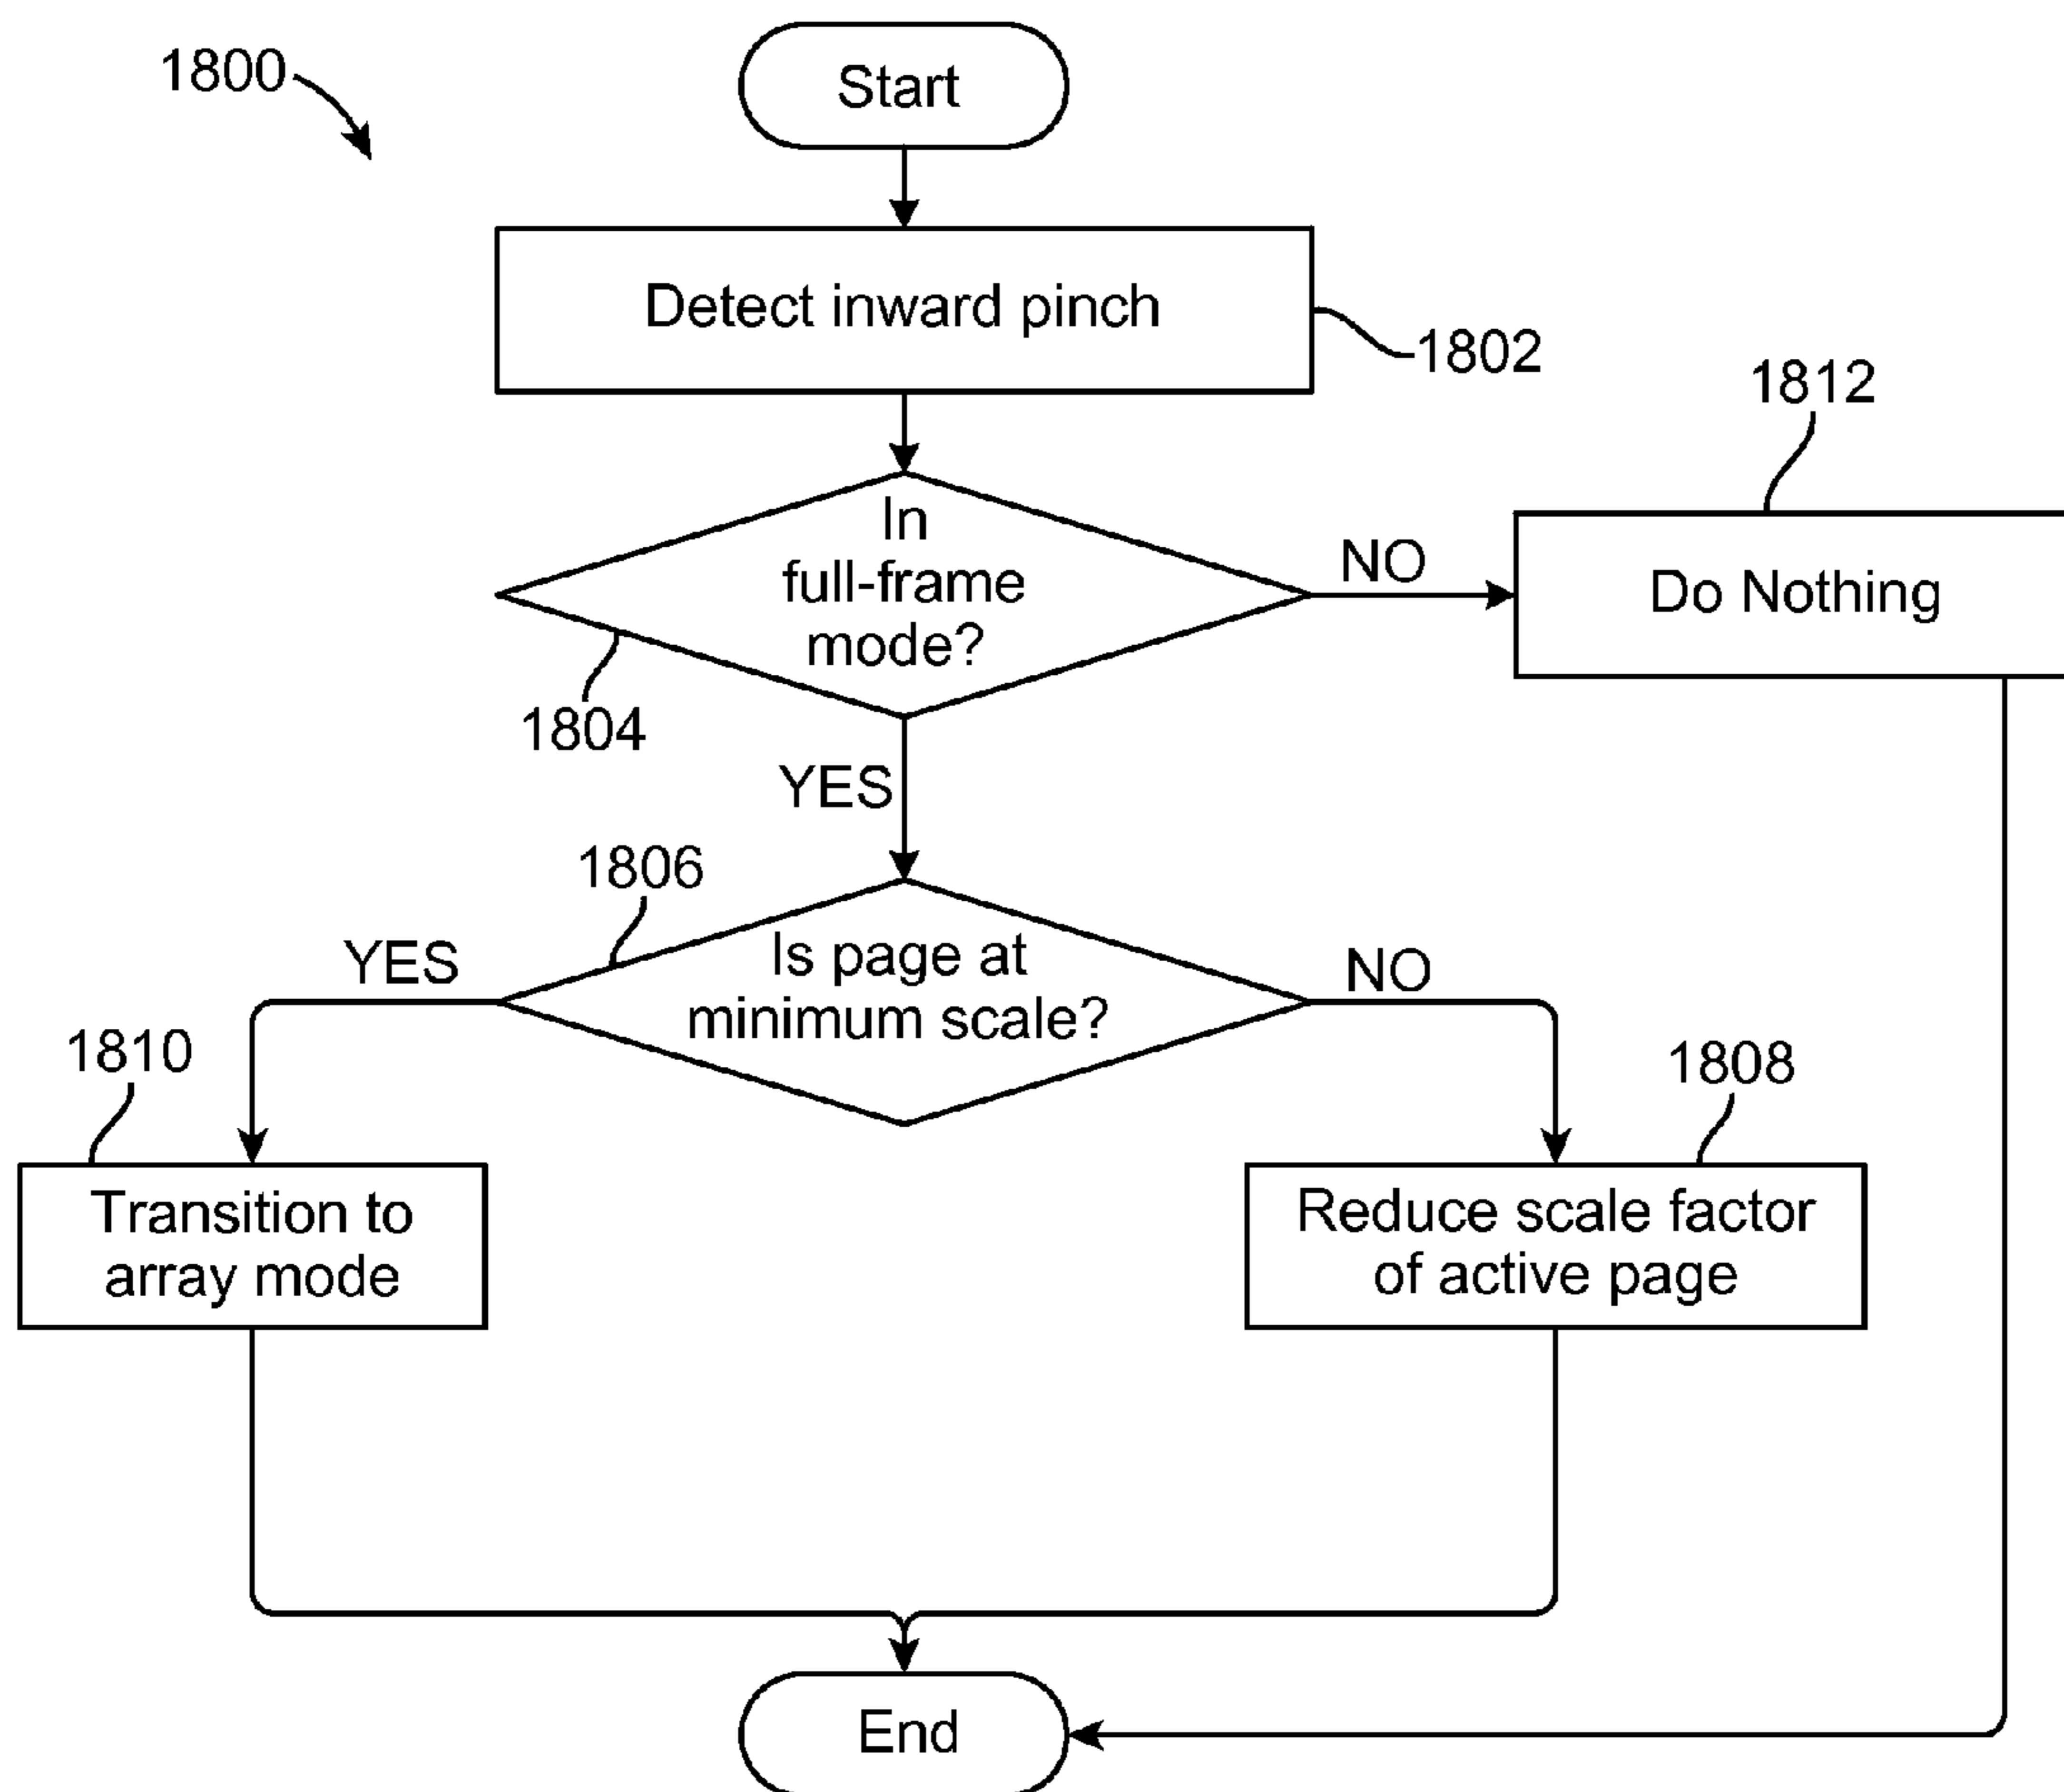 1800
Start
Detect inward pinch
1802
1812
In
full-frame
mode?
NO
Do Nothing
1804
YES
1806
Is page at
minimum scale?
YES
NO
1810
1808
Transition to
array mode
Reduce scale factor
of active page
End